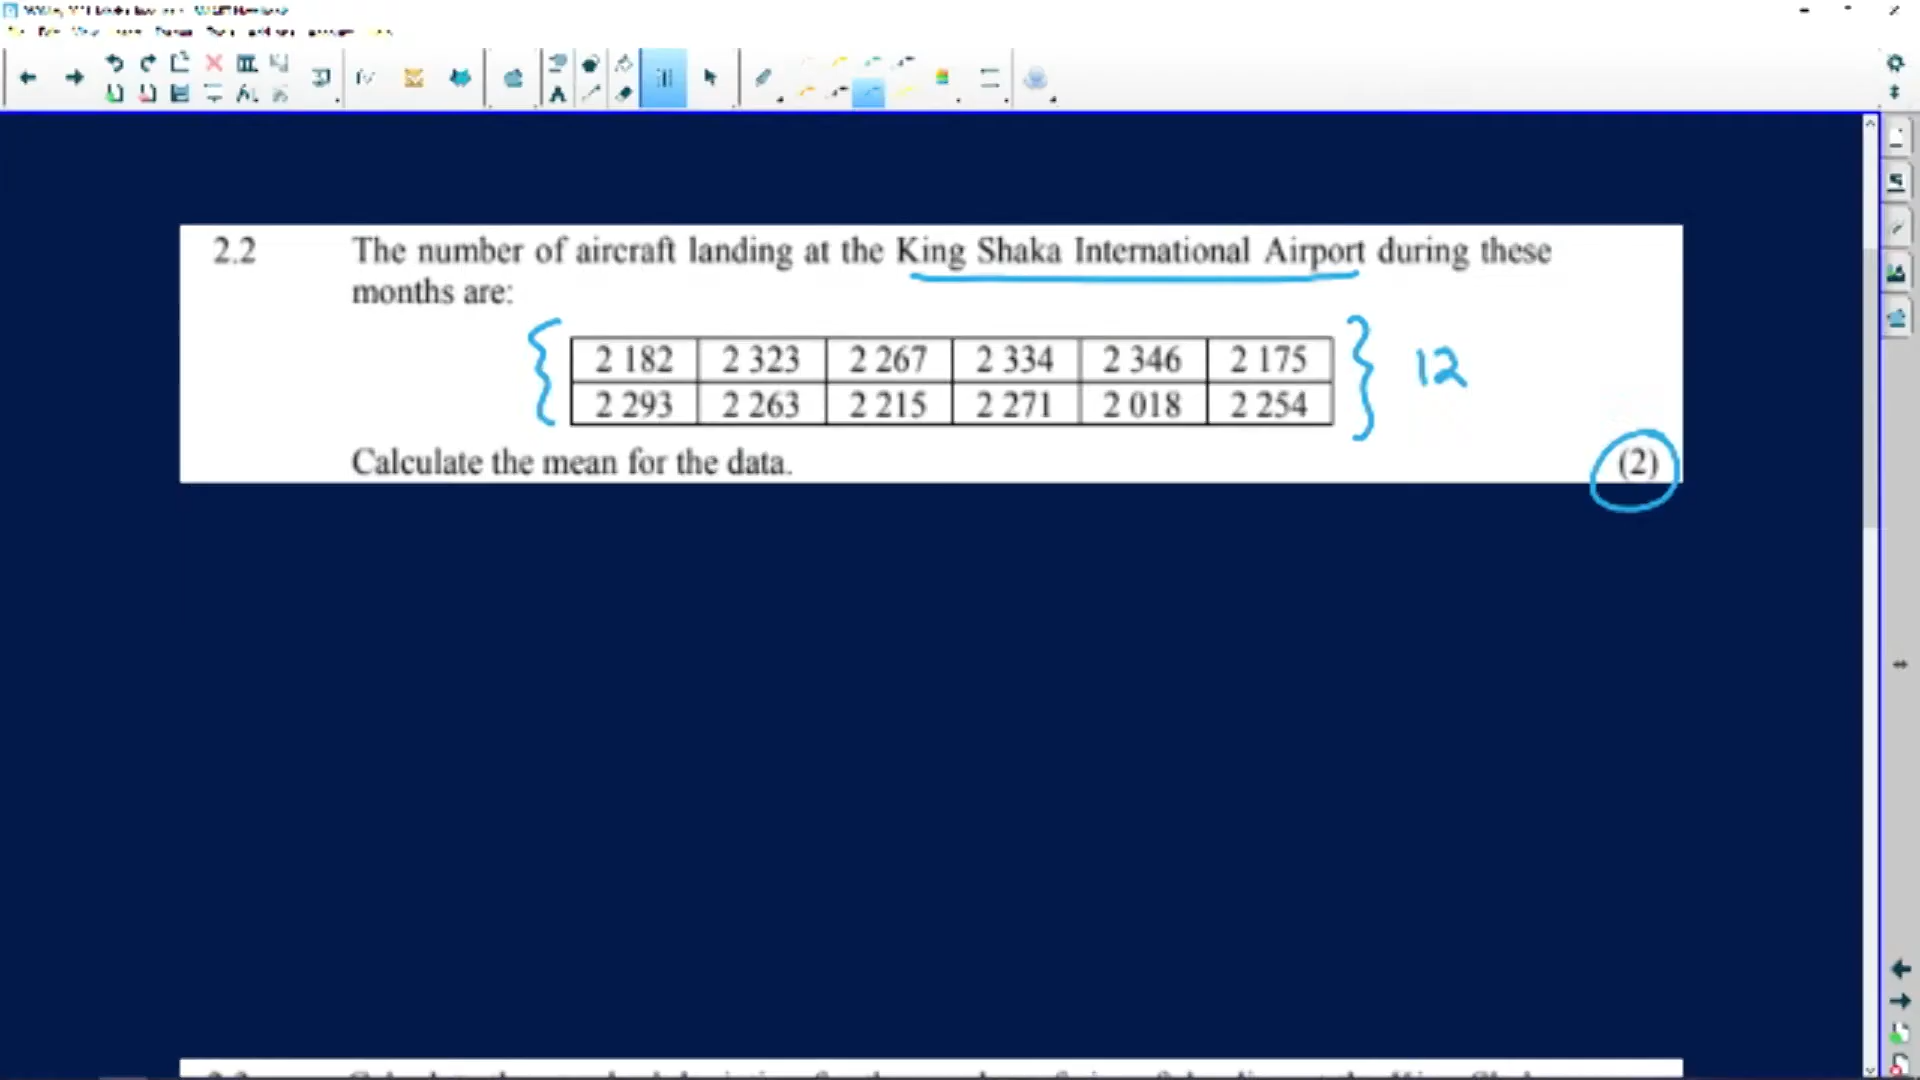 2.2 The number of aircraft landing at the King Shaka International Airport during these
months are:
2 182 2 323 2 267 2 334 2 346 2 175
2 293 2 263 2 215 2 271 2 018 2 254
12
Calculate the mean for the data. (2)